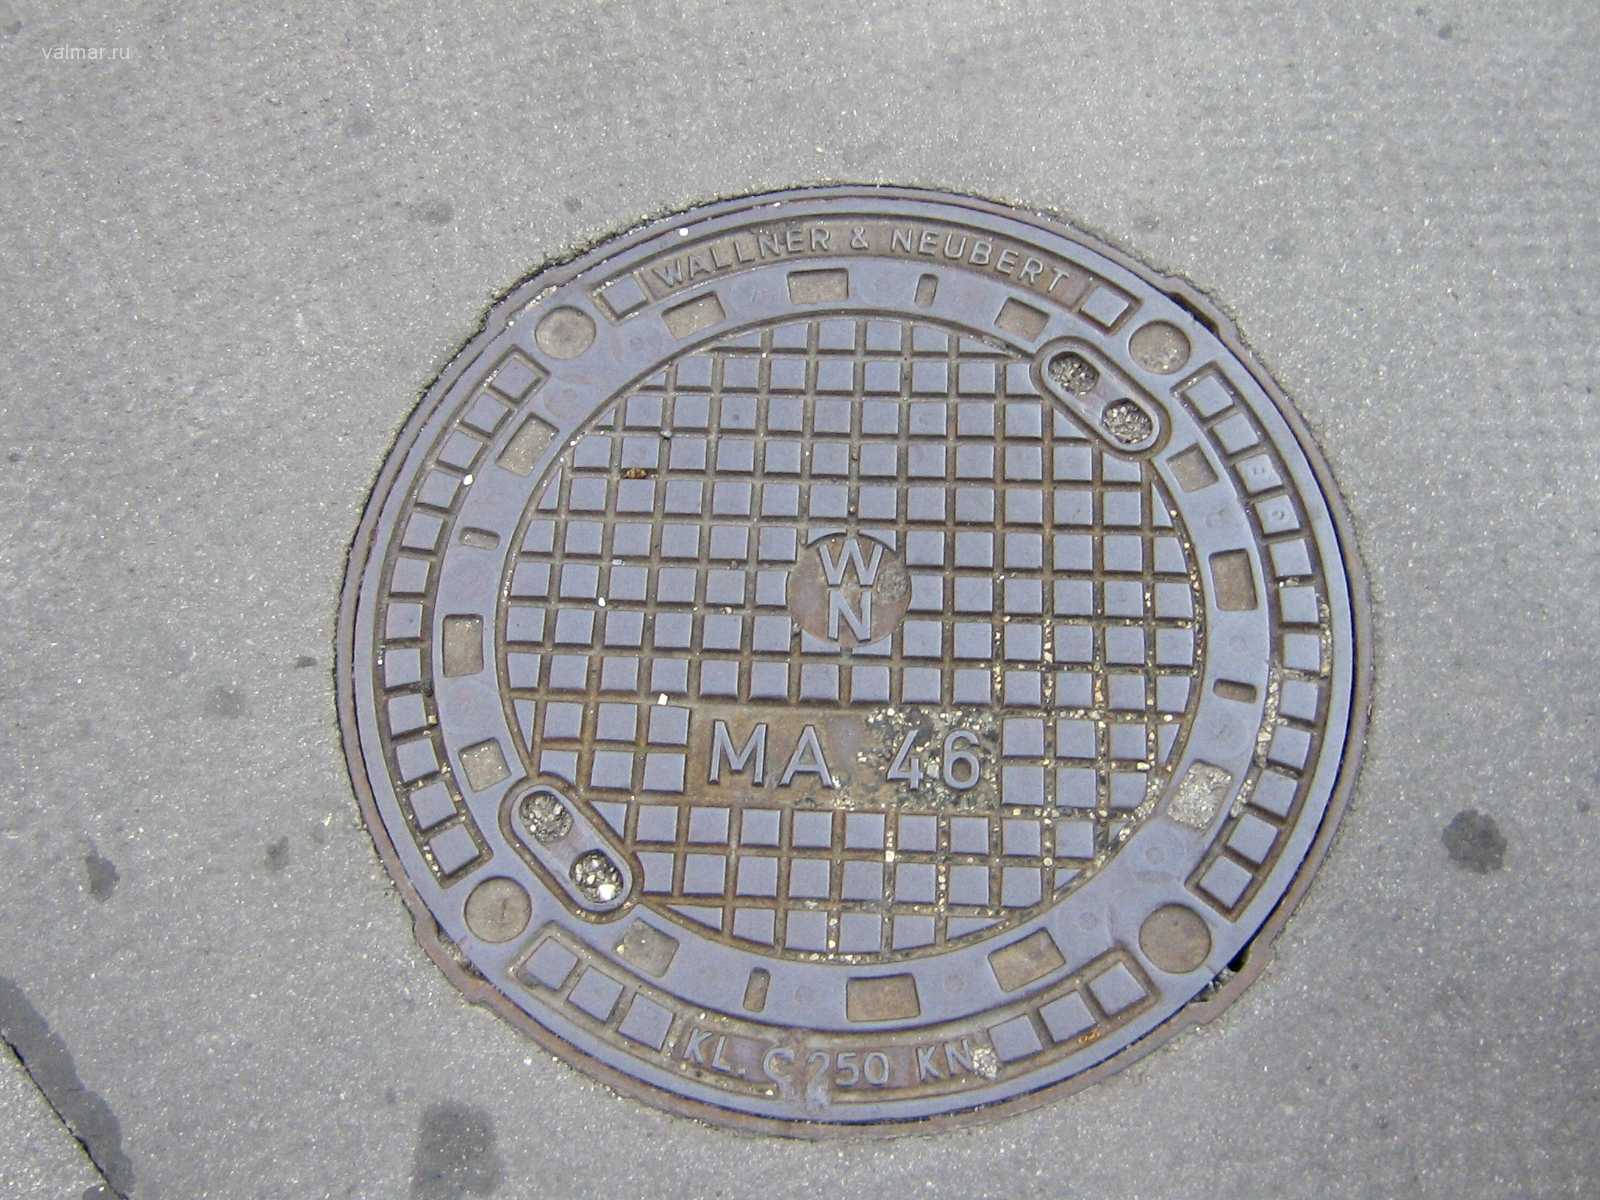 valmar.ru
WALLNER & NEUBERT
W
N
MA 46
KL. C 250 KN